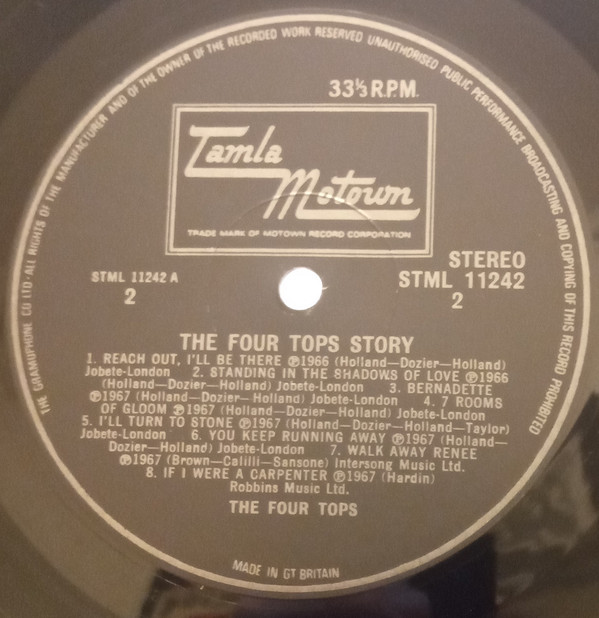 THE GRAMOPHONE CO LTD·ALL RIGHTS OF THE MANUFACTURER AND OF THE OWNER OF THE RECORDED WORK RESERVED UNAUTHORISED PUBLIC PERFORMANCE BROADCASTING AND COPYING OF THIS RECORD PROHIBITED
33⅓ R.P.M.
Tamla
Motown
TRADE MARK OF MOTOWN RECORD CORPORATION
STEREO
STML 11242 A
STML 11242
2
2
THE FOUR TOPS STORY
1. REACH OUT, I'LL BE THERE ℗1966 (Holland—Dozier—Holland)
Jobete-London 2. STANDING IN THE SHADOWS OF LOVE ℗1966
(Holland—Dozier—Holland) Jobete-London 3. BERNADETTE
℗1967 (Holland—Dozier—Holland) Jobete-London 4. 7 ROOMS
OF GLOOM ℗1967 (Holland—Dozier—Holland) Jobete-London
5. I'LL TURN TO STONE ℗1967 (Holland—Dozier—Holland—Taylor)
Jobete-London 6. YOU KEEP RUNNING AWAY ℗1967 (Holland—
Dozier—Holland) Jobete-London 7. WALK AWAY RENEE
℗1967 (Brown—Calilli—Sansone) Intersong Music Ltd.
8. IF I WERE A CARPENTER ℗1967 (Hardin)
Robbins Music Ltd.
THE FOUR TOPS
MADE IN GT BRITAIN